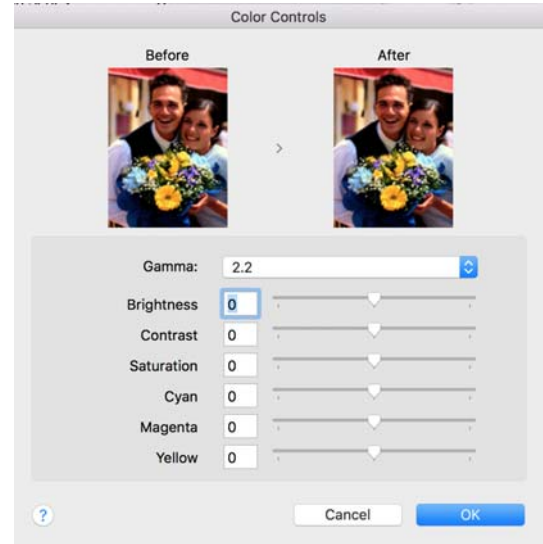 Color Controls
Before After
>
Gamma: 2.2
Brightness 0
Contrast 0
Saturation 0
Cyan 0
Magenta 0
Yellow 0
? Cancel OK